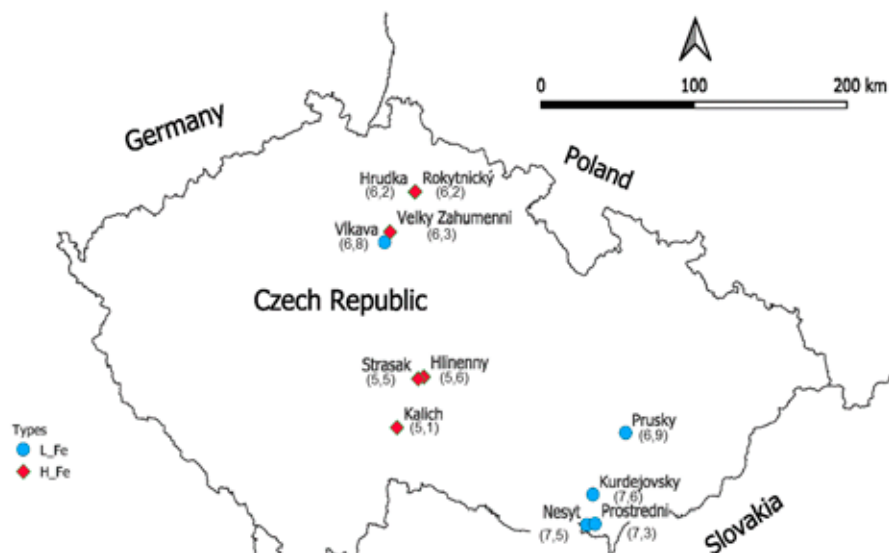 Germany
0 100 200 km
Poland
Hrudka Rokytnický
(6,2) (6,2)
Velky Zahumenni
Vlkava (6,3)
(6,8)
Czech Republic
Strasak Hlinenny
(5,5) (5,6)
Kalich
(5,1)
Prusky
(6,9)
Types
L_Fe
H_Fe
Kurdejovsky
(7,6)
Nesyt Prostredni
(7,5) (7,3)
Slovakia